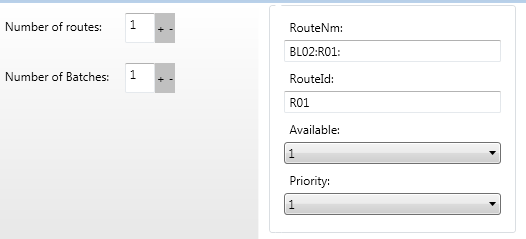 Number of routes: 1 + -
Number of Batches: 1 + -
RouteNm:
BL02:R01:
RouteId:
R01
Available:
1
Priority:
1